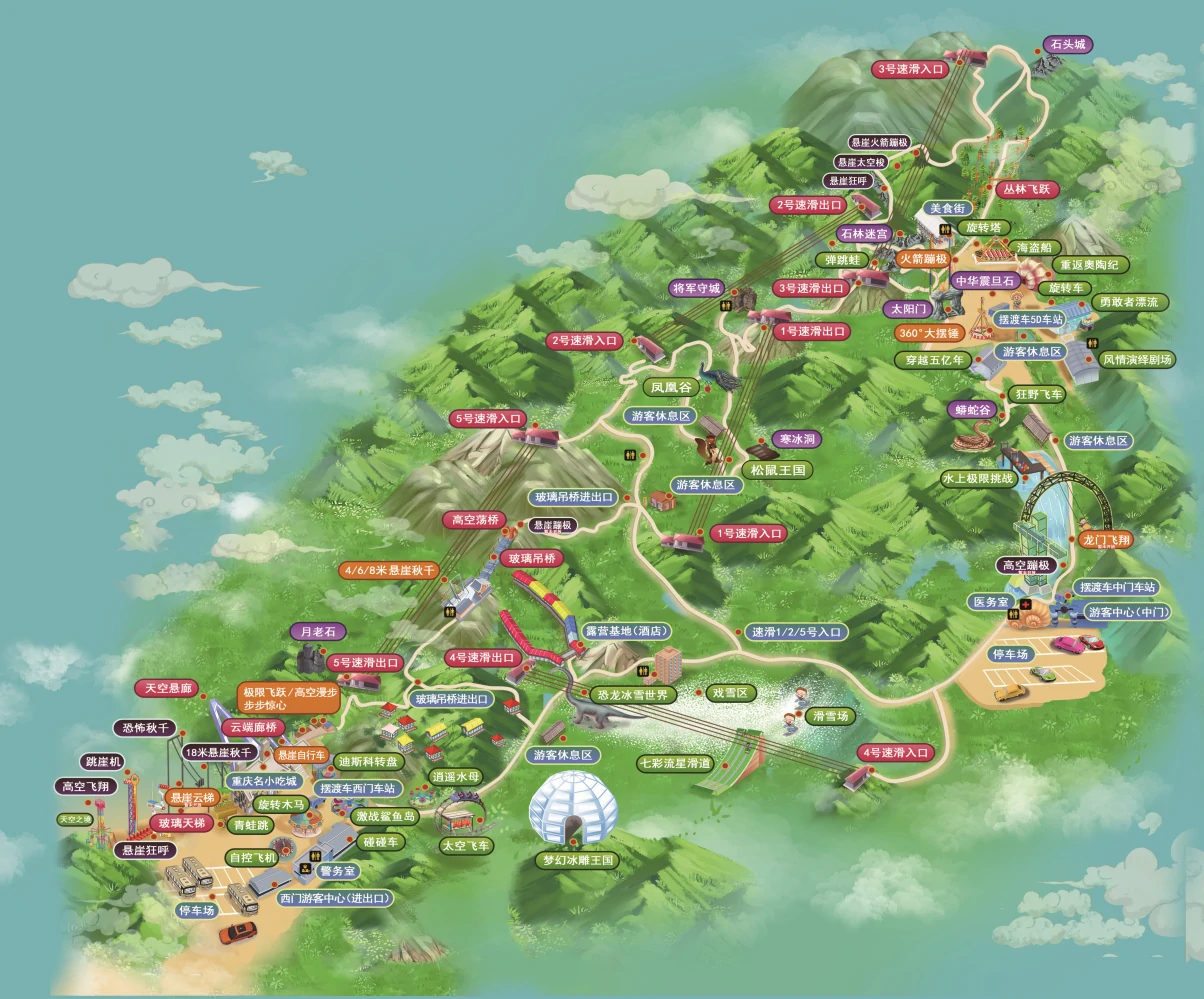 石头城
3号速滑入口
悬崖火箭蹦极
悬崖太空梭
悬崖狂呼
丛林飞跃
2号速滑出口
美食街
石林迷宫
旋转塔
海盗船
弹跳蛙
火箭蹦极
重返奥陶纪
将军守城
3号速滑出口
中华震旦石
旋转车
勇敢者漂流
太阳门
摆渡车5D车站
1号速滑出口
360°大摆锤
2号速滑入口
游客休息区
穿越五亿年
风情演绎剧场
凤凰谷
狂野飞车
游客休息区
蟒蛇谷
5号速滑入口
寒冰洞
游客休息区
松鼠王国
水上极限挑战
游客休息区
玻璃吊桥进出口
高空荡桥
悬崖蹦极
1号速滑入口
龙门飞翔
玻璃吊桥
高空蹦极
4/6/8米悬崖秋千
摆渡车中门车站
医务室
游客中心(中门)
月老石
露营基地(酒店)
速滑1/2/5号入口
停车场
5号速滑出口
4号速滑出口
天空悬廊
极限飞跃/高空漫步
步步惊心
玻璃吊桥进出口
恐龙冰雪世界
戏雪区
滑雪场
恐怖秋千
云端廊桥
18米悬崖秋千
悬崖自行车
游客休息区
4号速滑入口
跳崖机
迪斯科转盘
七彩流星滑道
重庆名小吃城
逍遥水母
高空飞翔
摆渡车西门车站
悬崖云梯
旋转木马
天空之境
玻璃天梯
青蛙跳
激战鲨鱼岛
悬崖狂呼
碰碰车
太空飞车
自控飞机
梦幻冰雕王国
警务室
西门游客中心(进出口)
停车场